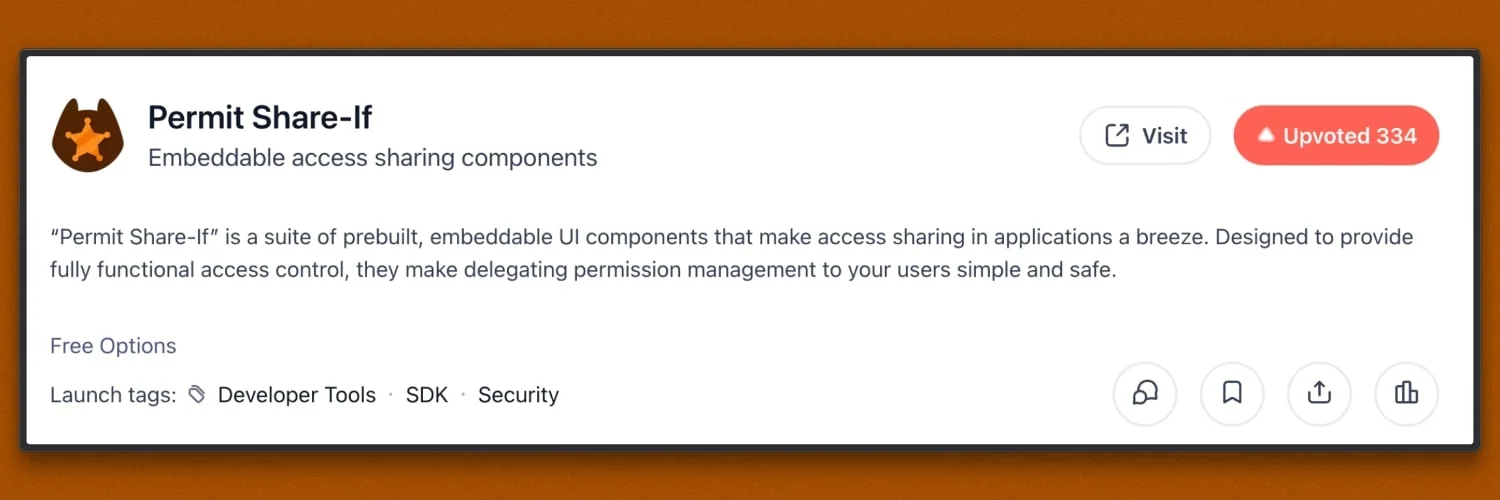 Permit Share-If
Embeddable access sharing components
Visit
Upvoted 334
“Permit Share-If” is a suite of prebuilt, embeddable UI components that make access sharing in applications a breeze. Designed to provide
fully functional access control, they make delegating permission management to your users simple and safe.
Free Options
Launch tags: Developer Tools · SDK · Security